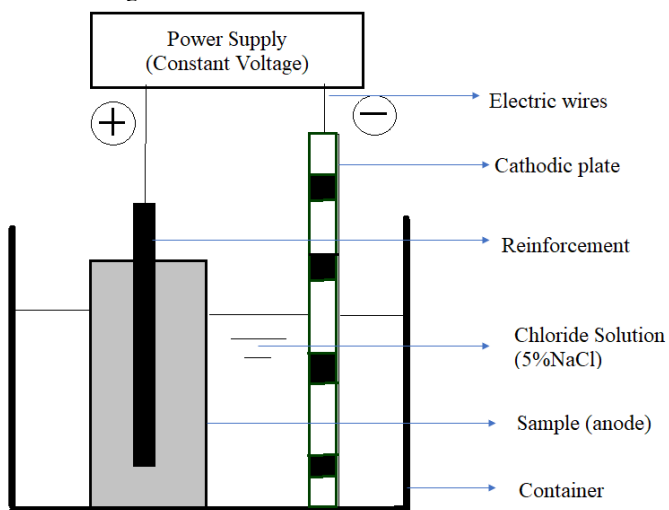 Power Supply
(Constant Voltage)
+
−
Electric wires
Cathodic plate
Reinforcement
Chloride Solution
(5%NaCl)
Sample (anode)
Container